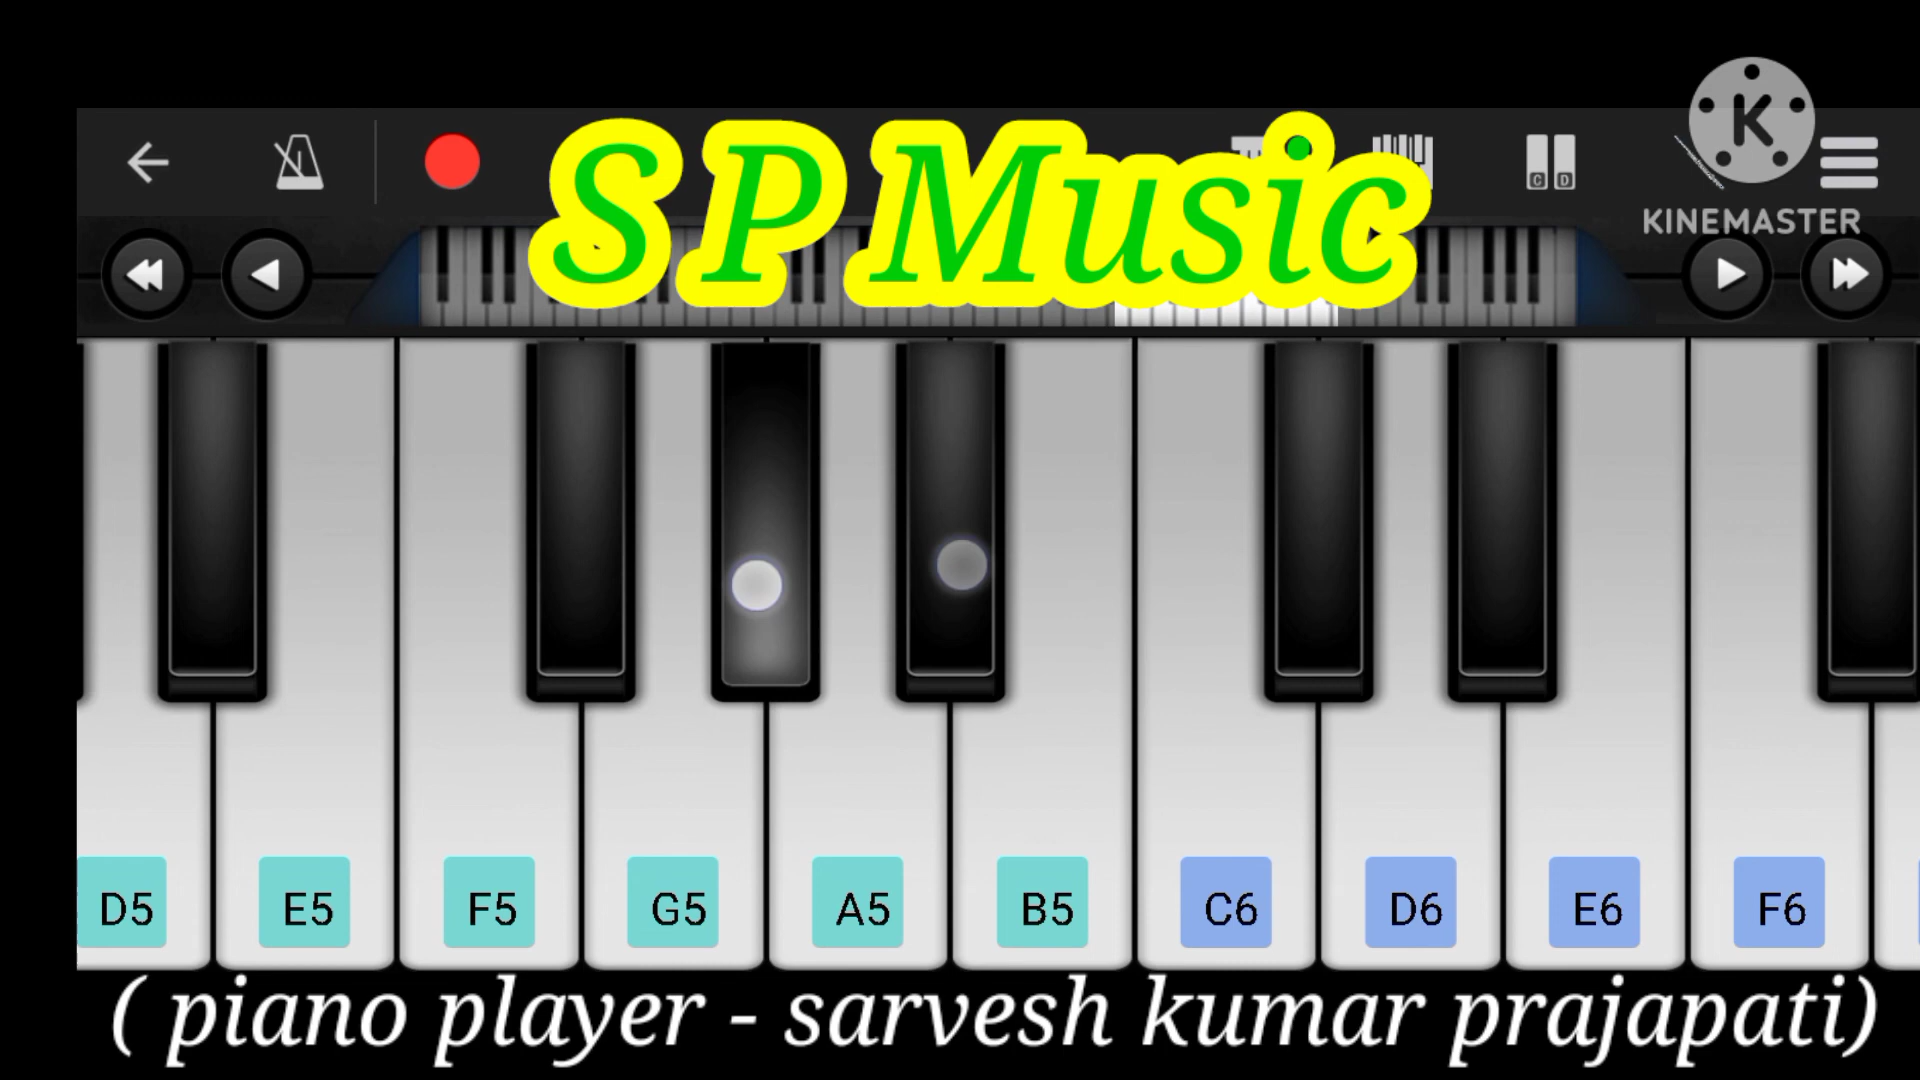 S P Music
K
KINEMASTER
C D
D5 E5 F5 G5 A5 B5 C6 D6 E6 F6
( piano player - sarvesh kumar prajapati)